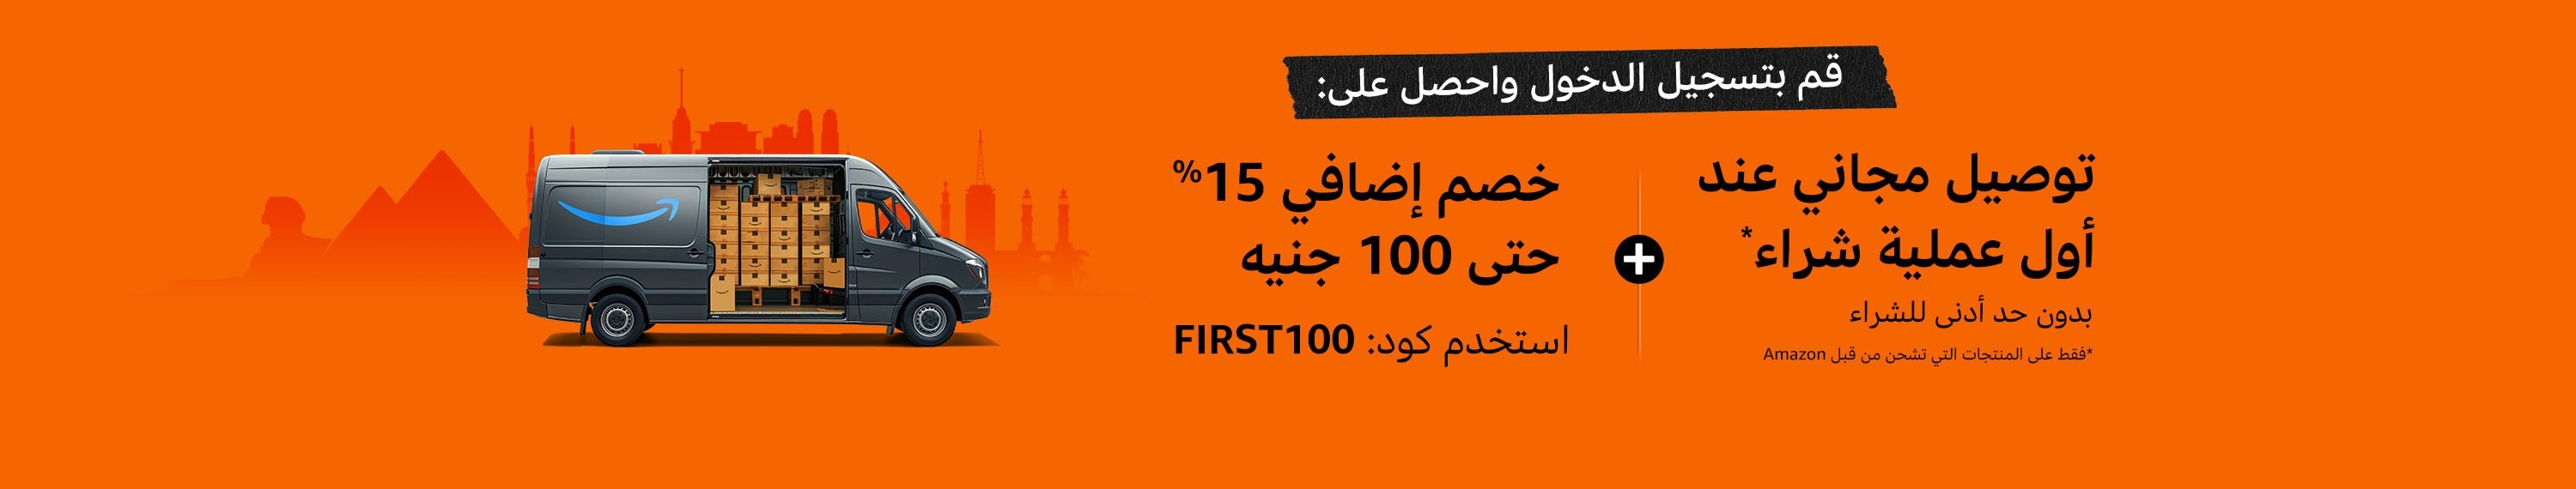 قم بتسجيل الدخول واحصل على:
توصيل مجاني عند
أول عملية شراء*
بدون حد أدنى للشراء
*فقط على المنتجات التي تشحن من قبل Amazon
خصم إضافي 15%
حتى 100 جنيه
استخدم كود: FIRST100